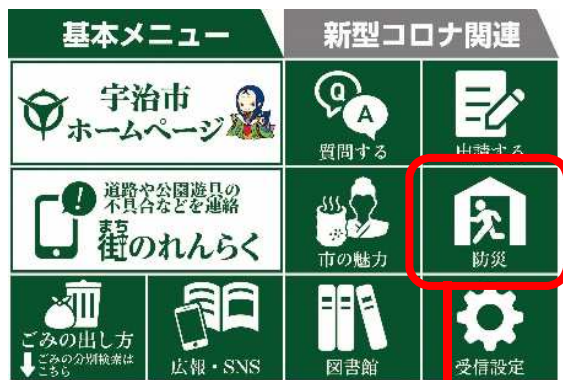 基本メニュー
新型コロナ関連
宇治市
ホームページ
Q
A
質問する
申請する
道路や公園遊具の
不具合などを連絡
まち
街のれんらく
市の魅力
防災
ごみの出し方
ごみの分別検索は
こちら
広報・SNS
図書館
受信設定